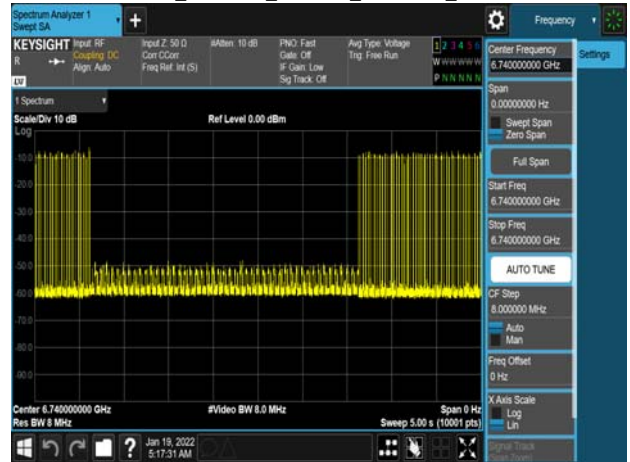 Spectrum Analyzer 1
Swept SA
Frequency
KEYSIGHT
R
LV
Input: RF
Coupling: DC
Align: Auto
Input Z: 50 Ω
Corr CCorr
Freq Ref: Int (S)
#Atten: 10 dB
PNO: Fast
Gate: Off
IF Gain: Low
Sig Track: Off
Avg Type: Voltage
Trig: Free Run
1 2 3 4 5 6
W W W W W W
P N N N N N
1 Spectrum
Scale/Div 10 dB
Ref Level 0.00 dBm
Log
-10.0
-20.0
-30.0
-40.0
-50.0
-60.0
-70.0
-80.0
-90.0
Center 6.740000000 GHz
#Video BW 8.0 MHz
Span 0 Hz
Res BW 8 MHz
Sweep 5.00 s (10001 pts)
Jan 19, 2022
5:17:31 AM
Settings
Center Frequency
6.740000000 GHz
Span
0.00000000 Hz
Swept Span
Zero Span
Full Span
Start Freq
6.740000000 GHz
Stop Freq
6.740000000 GHz
AUTO TUNE
CF Step
8.000000 MHz
Auto
Man
Freq Offset
0 Hz
X Axis Scale
Log
Lin
Signal Track
(Span Zoom)